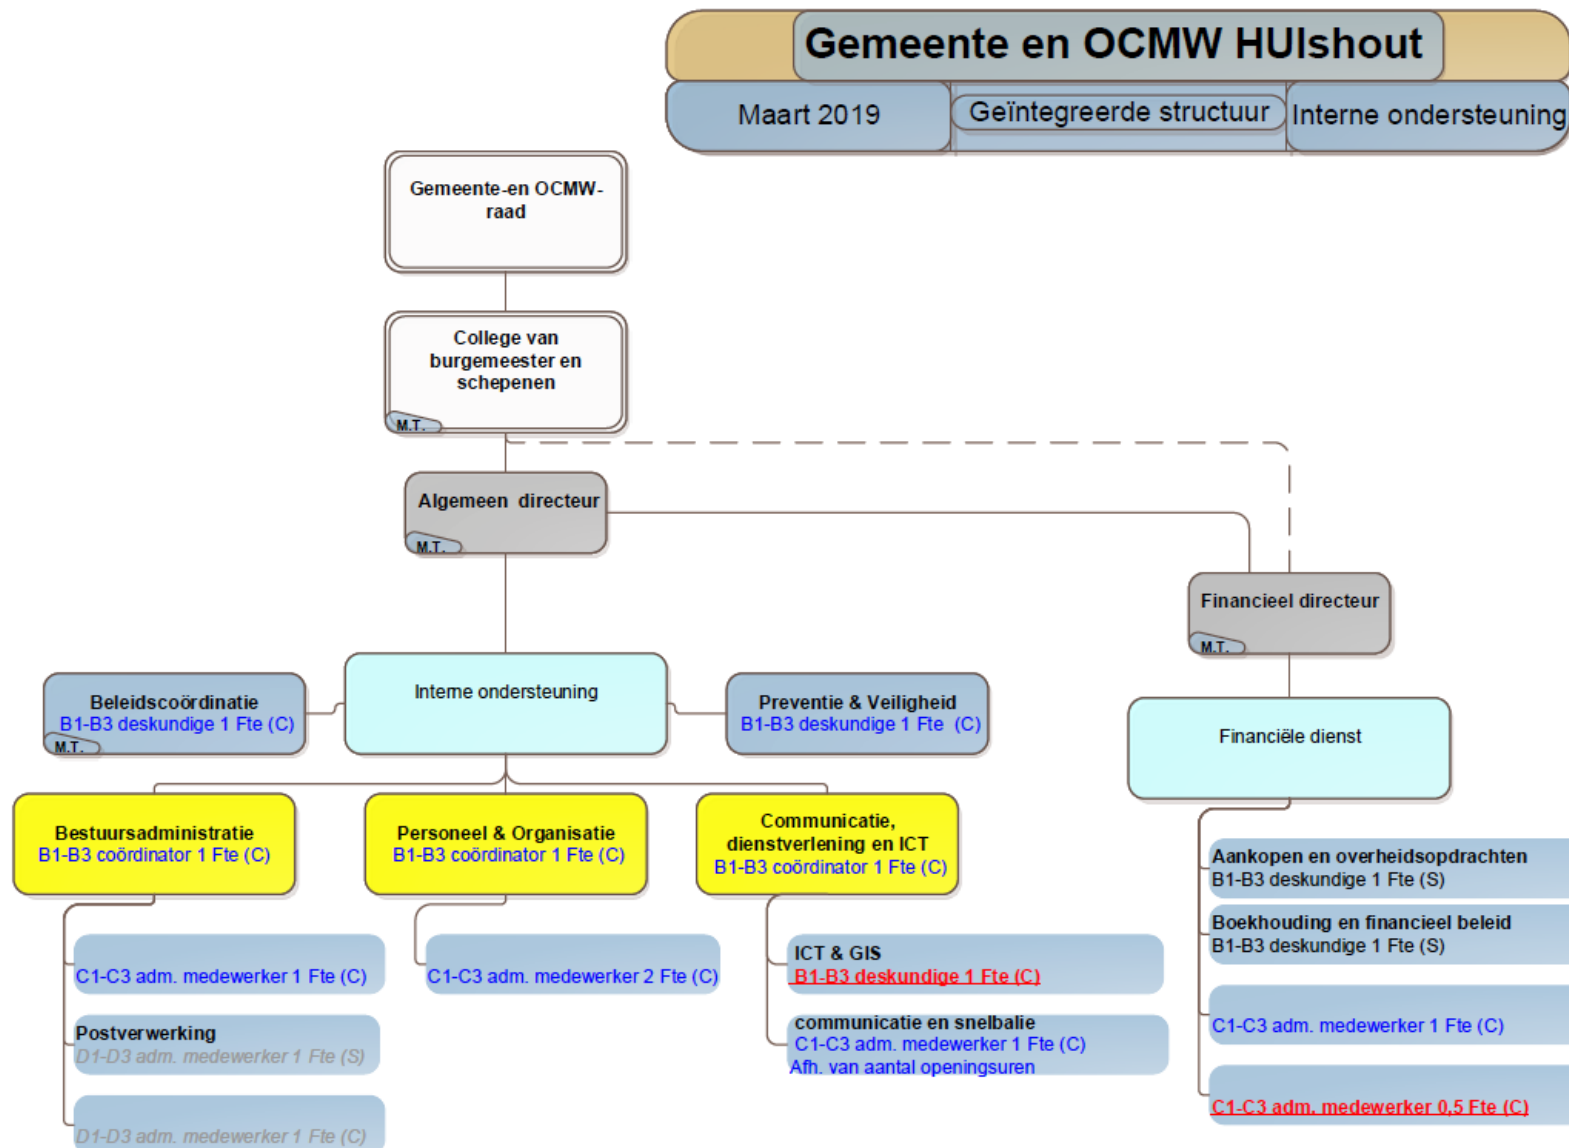 Gemeente en OCMW HUIshout
Maart 2019
Geïntegreerde structuur
Interne ondersteuning
Gemeente-en OCMW-
raad
College van
burgemeester en
schepenen
M.T.
Algemeen directeur
M.T.
Financieel directeur
M.T.
Beleidscoördinatie
B1-B3 deskundige 1 Fte (C)
M.T.
Interne ondersteuning
Preventie & Veiligheid
B1-B3 deskundige 1 Fte (C)
Financiële dienst
Bestuursadministratie
B1-B3 coördinator 1 Fte (C)
Personeel & Organisatie
B1-B3 coördinator 1 Fte (C)
Communicatie,
dienstverlening en ICT
B1-B3 coördinator 1 Fte (C)
C1-C3 adm. medewerker 1 Fte (C)
Postverwerking
D1-D3 adm. medewerker 1 Fte (S)
D1-D3 adm. medewerker 1 Fte (C)
C1-C3 adm. medewerker 2 Fte (C)
ICT & GIS
B1-B3 deskundige 1 Fte (C)
communicatie en snelbalie
C1-C3 adm. medewerker 1 Fte (C)
Afh. van aantal openingsuren
Aankopen en overheidsopdrachten
B1-B3 deskundige 1 Fte (S)
Boekhouding en financieel beleid
B1-B3 deskundige 1 Fte (S)
C1-C3 adm. medewerker 1 Fte (C)
C1-C3 adm. medewerker 0,5 Fte (C)